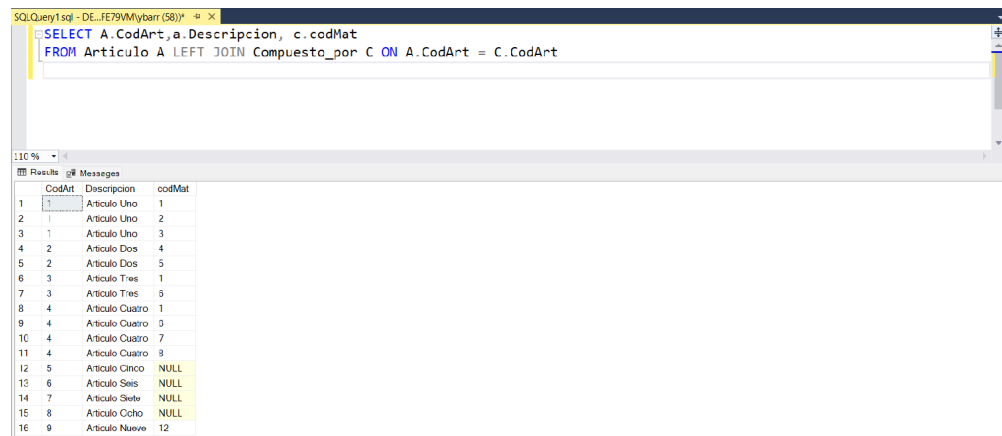 SQLQuery1.sql - DE...FE79VM\ybarr (58))*
SELECT A.CodArt,a.Descripcion, c.codMat
FROM Articulo A LEFT JOIN Compuesto_por C ON A.CodArt = C.CodArt
110 %
Results Messages
CodArt Descripcion codMat
1 1 Articulo Uno 1
2 1 Articulo Uno 2
3 1 Articulo Uno 3
4 2 Articulo Dos 4
5 2 Articulo Dos 5
6 3 Articulo Tres 1
7 3 Articulo Tres 6
8 4 Articulo Cuatro 1
9 4 Articulo Cuatro 6
10 4 Articulo Cuatro 7
11 4 Articulo Cuatro 8
12 5 Articulo Cinco NULL
13 6 Articulo Seis NULL
14 7 Articulo Siete NULL
15 8 Articulo Ocho NULL
16 9 Articulo Nueve 12